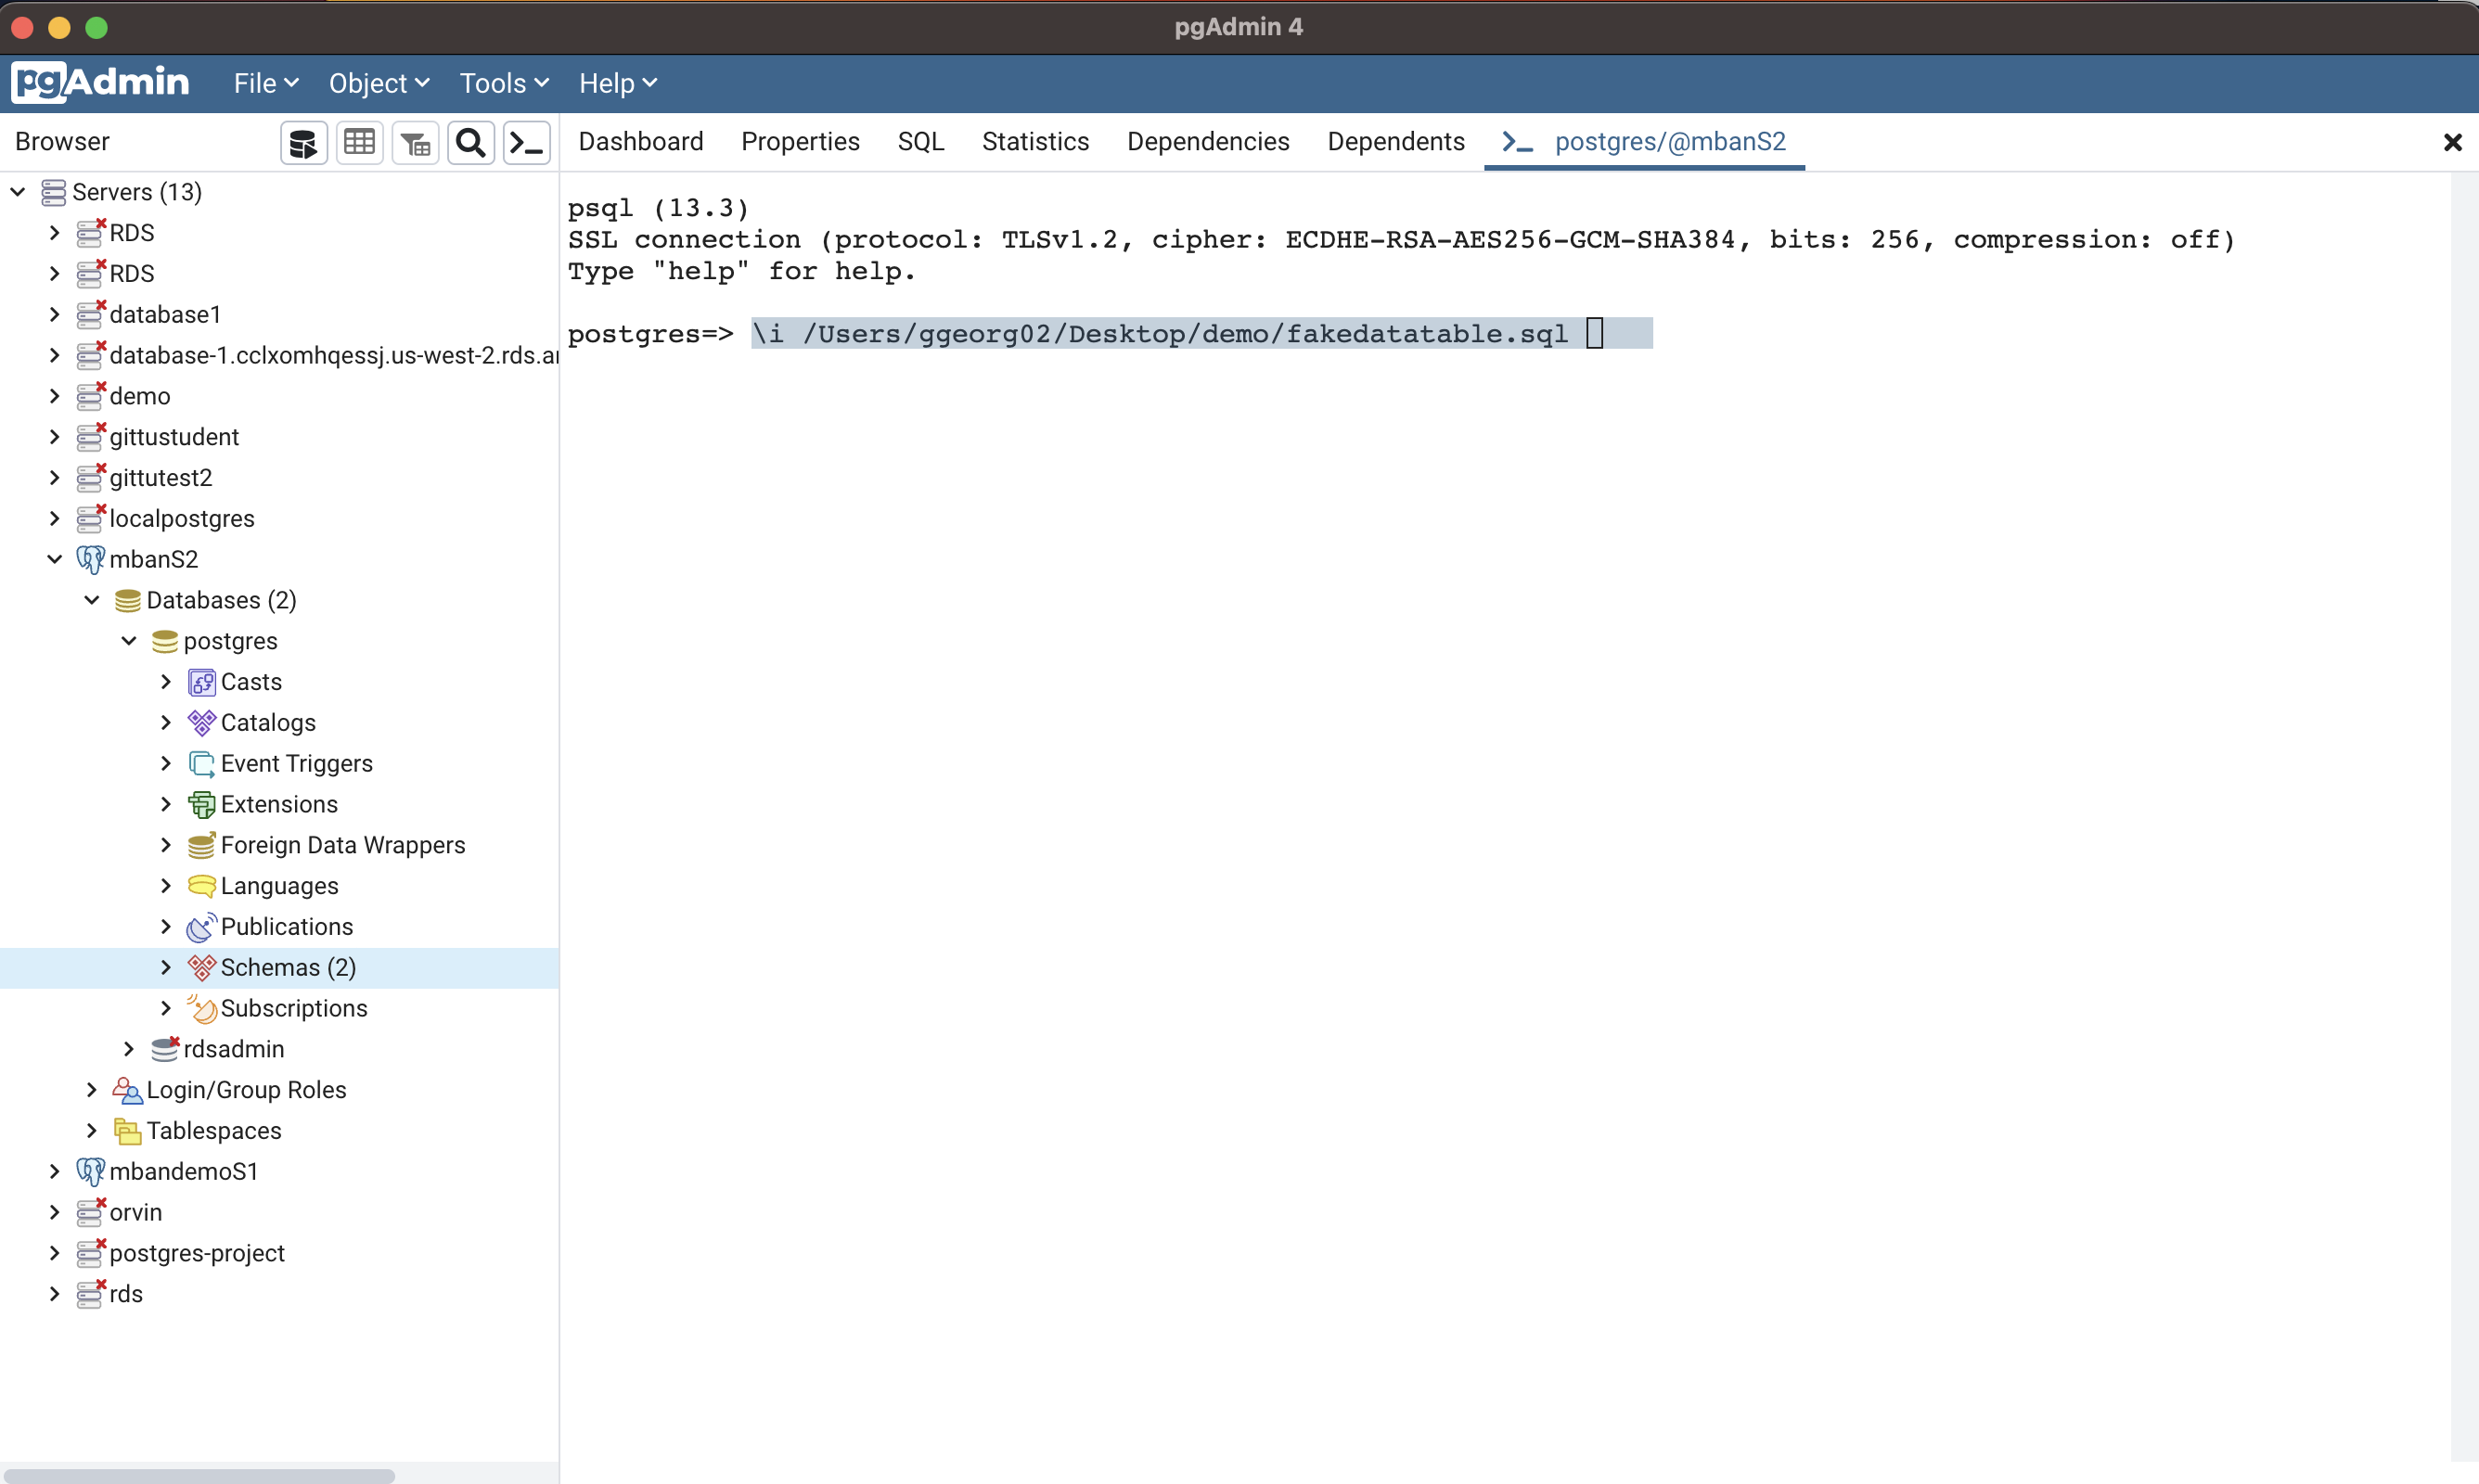 pgAdmin 4
pgAdmin File Object Tools Help
Browser
Dashboard Properties SQL Statistics Dependencies Dependents postgres/@mbanS2
Servers (13)
RDS
RDS
database1
database-1.cclxomhqessj.us-west-2.rds.a
demo
gittustudent
gittutest2
localpostgres
mbanS2
Databases (2)
postgres
Casts
Catalogs
Event Triggers
Extensions
Foreign Data Wrappers
Languages
Publications
Schemas (2)
Subscriptions
rdsadmin
Login/Group Roles
Tablespaces
mbandemoS1
orvin
postgres-project
rds
psql (13.3)
SSL connection (protocol: TLSv1.2, cipher: ECDHE-RSA-AES256-GCM-SHA384, bits: 256, compression: off)
Type "help" for help.
postgres=> \i /Users/ggeorg02/Desktop/demo/fakedatatable.sql